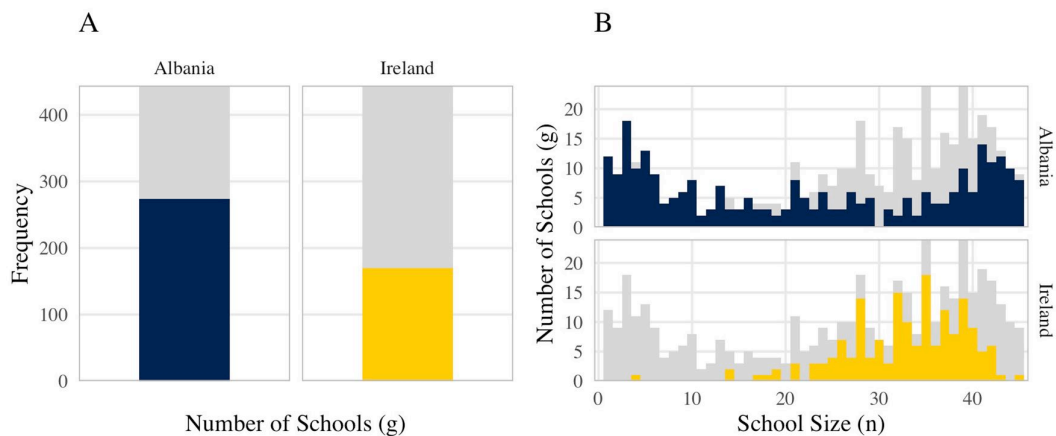 A
B
Albania
Ireland
Frequency
400
300
200
100
0
Number of Schools (g)
Number of Schools (g)
20
15
10
5
0
Albania
20
15
10
5
0
Ireland
0
10
20
30
40
School Size (n)